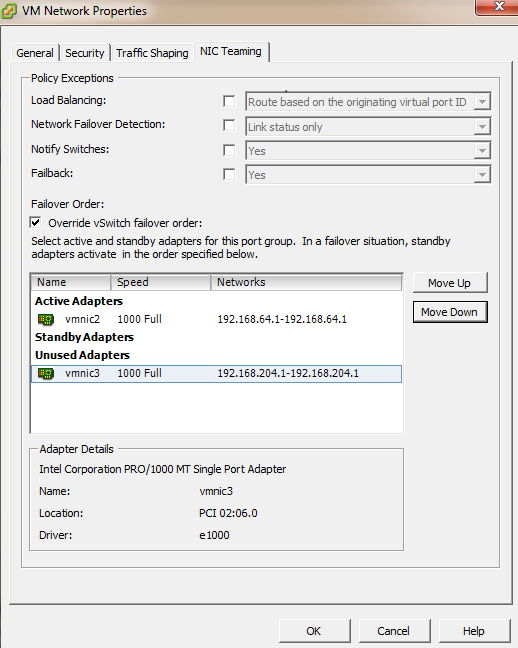 VM Network Properties
General Security Traffic Shaping NIC Teaming
Policy Exceptions
Load Balancing: Route based on the originating virtual port ID
Network Failover Detection: Link status only
Notify Switches: Yes
Failback: Yes
Failover Order:
Override vSwitch failover order:
Select active and standby adapters for this port group. In a failover situation, standby
adapters activate in the order specified below.
Name Speed Networks
Active Adapters
vmnic2 1000 Full 192.168.64.1-192.168.64.1
Standby Adapters
Unused Adapters
vmnic3 1000 Full 192.168.204.1-192.168.204.1
Move Up
Move Down
Adapter Details
Intel Corporation PRO/1000 MT Single Port Adapter
Name: vmnic3
Location: PCI 02:06.0
Driver: e1000
OK Cancel Help